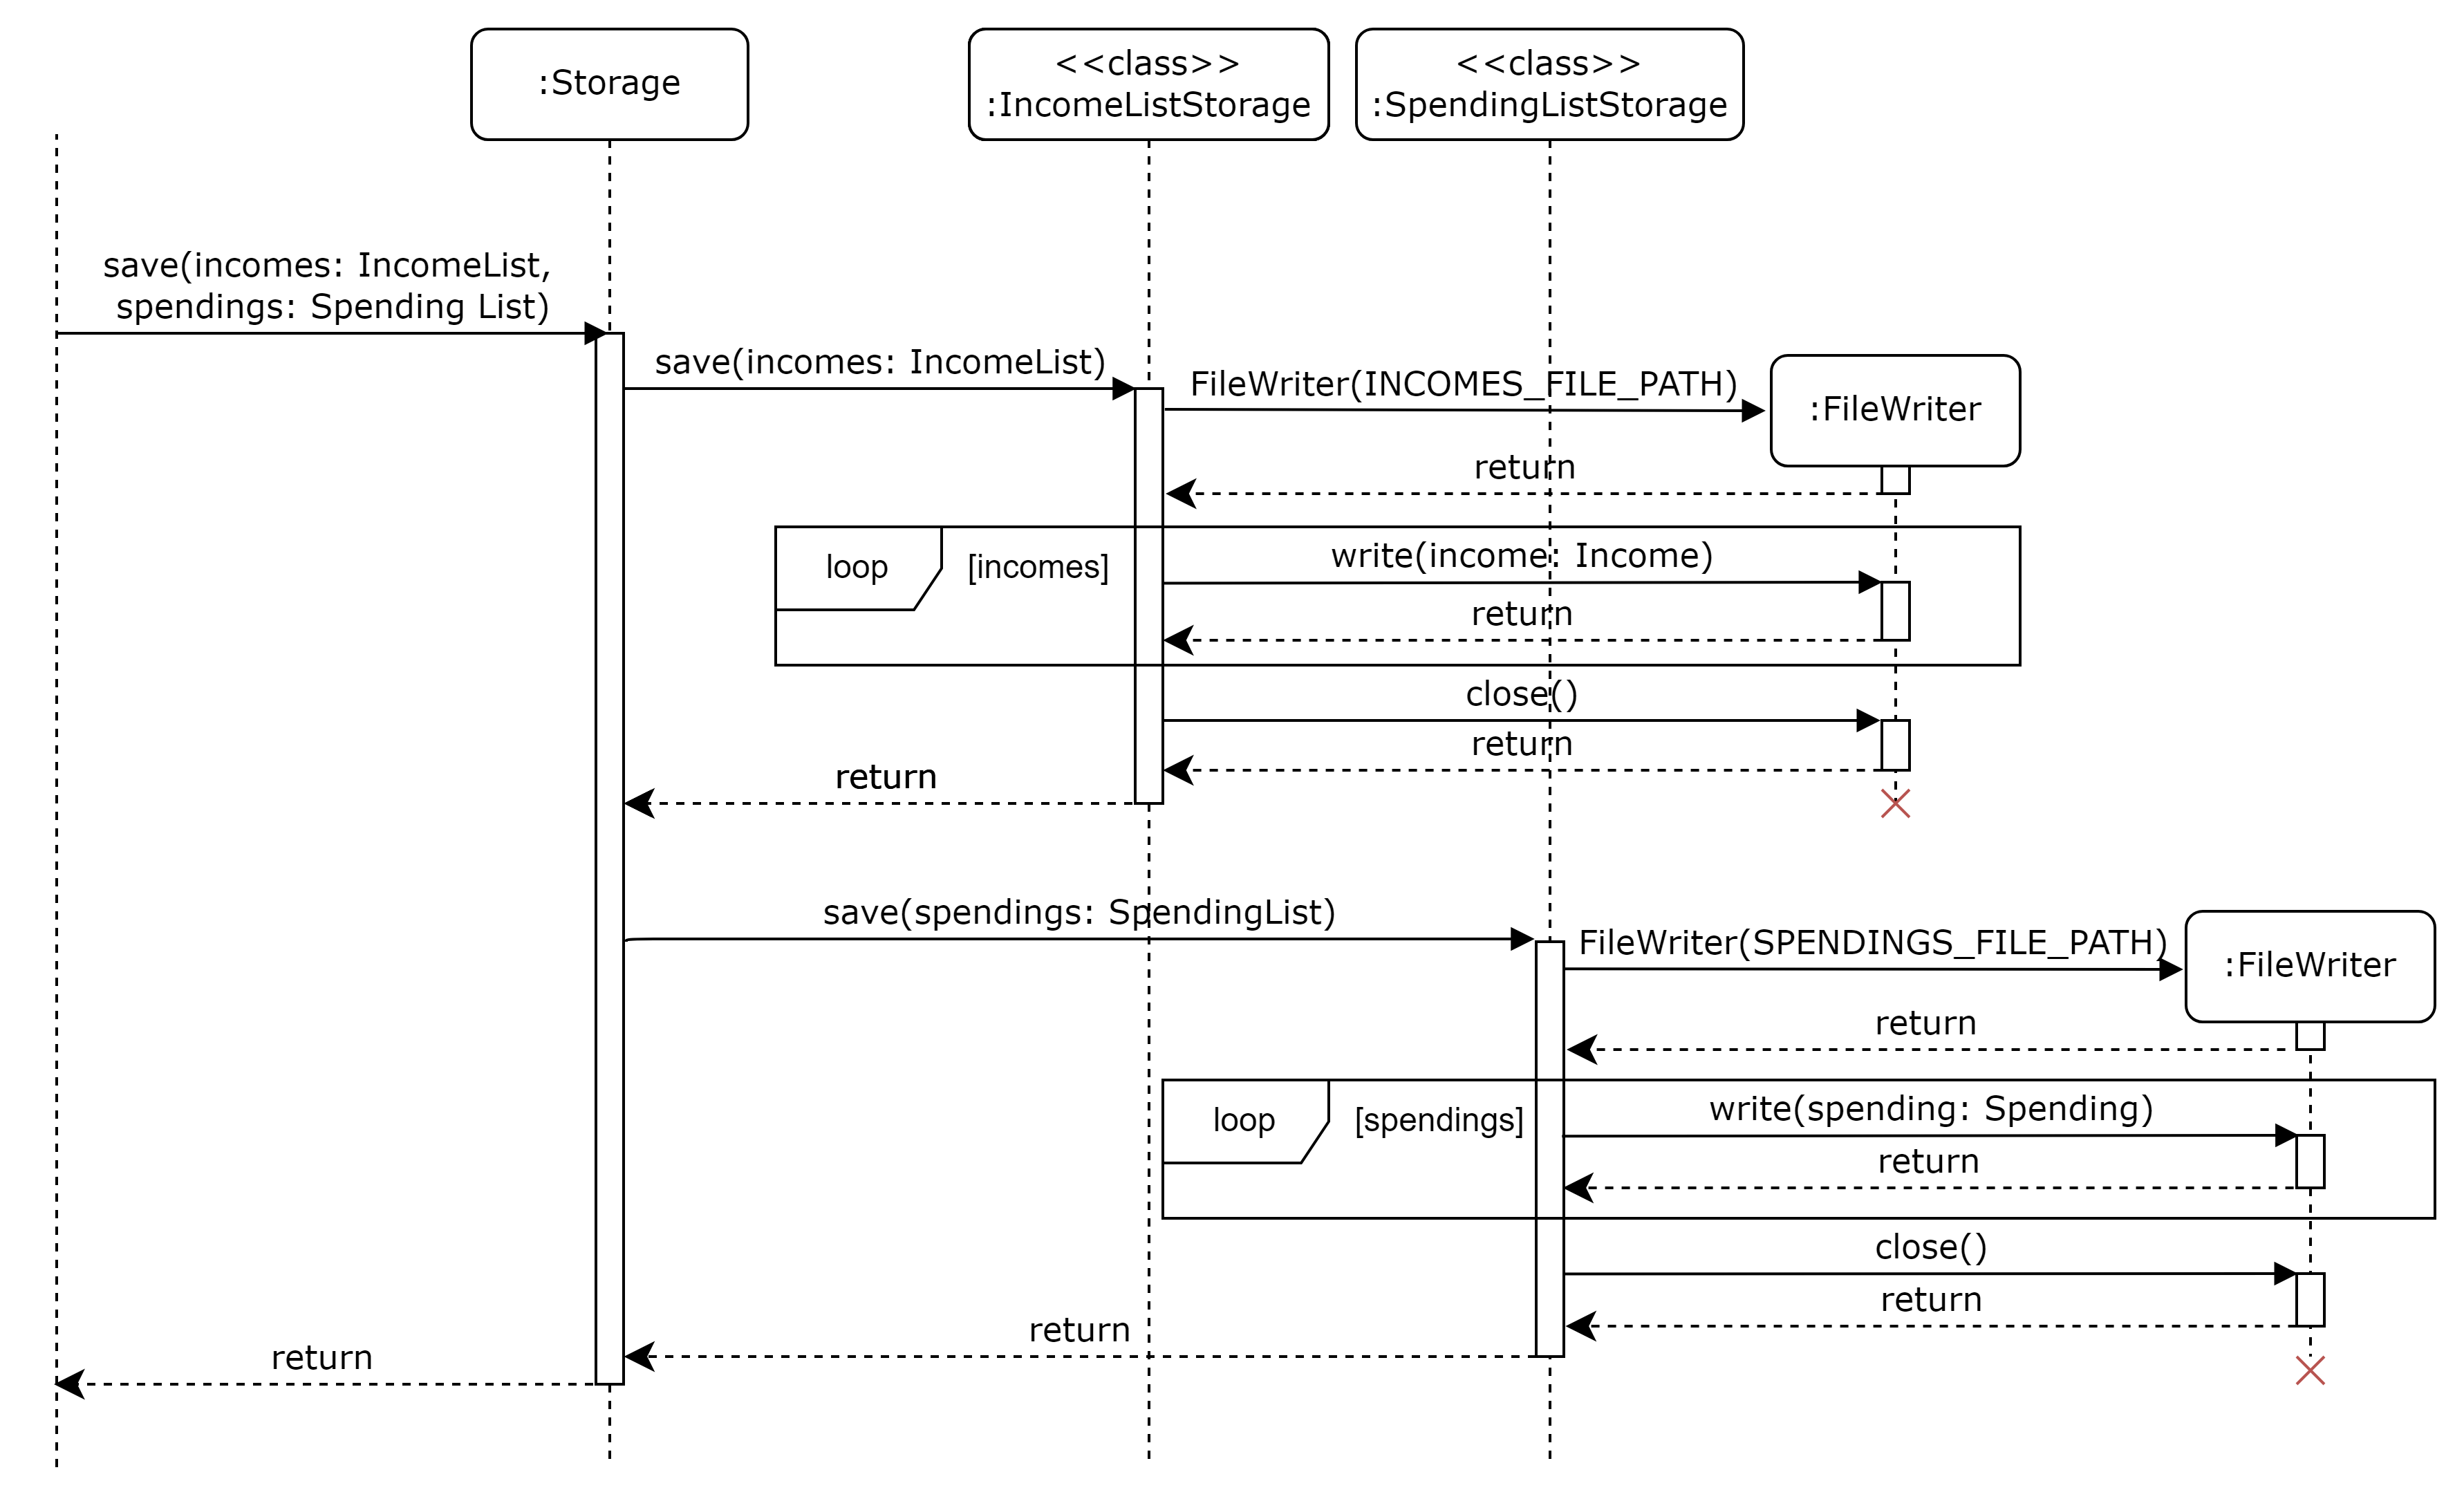 :Storage
<<class>>
:IncomeListStorage
<<class>>
:SpendingListStorage
save(incomes: IncomeList,
spendings: Spending List)
save(incomes: IncomeList)
FileWriter(INCOMES_FILE_PATH)
:FileWriter
return
loop
[incomes]
write(income: Income)
return
close()
return
return
save(spendings: SpendingList)
FileWriter(SPENDINGS_FILE_PATH)
:FileWriter
return
loop
[spendings]
write(spending: Spending)
return
close()
return
return
return